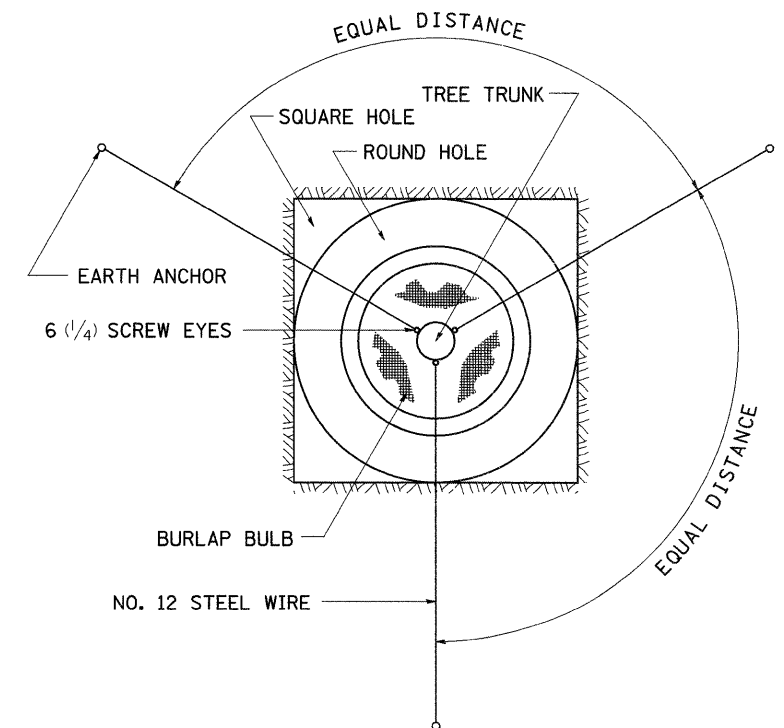 EQUAL DISTANCE
TREE TRUNK
SQUARE HOLE
ROUND HOLE
EARTH ANCHOR
6 (1/4) SCREW EYES
EQUAL DISTANCE
BURLAP BULB
NO. 12 STEEL WIRE